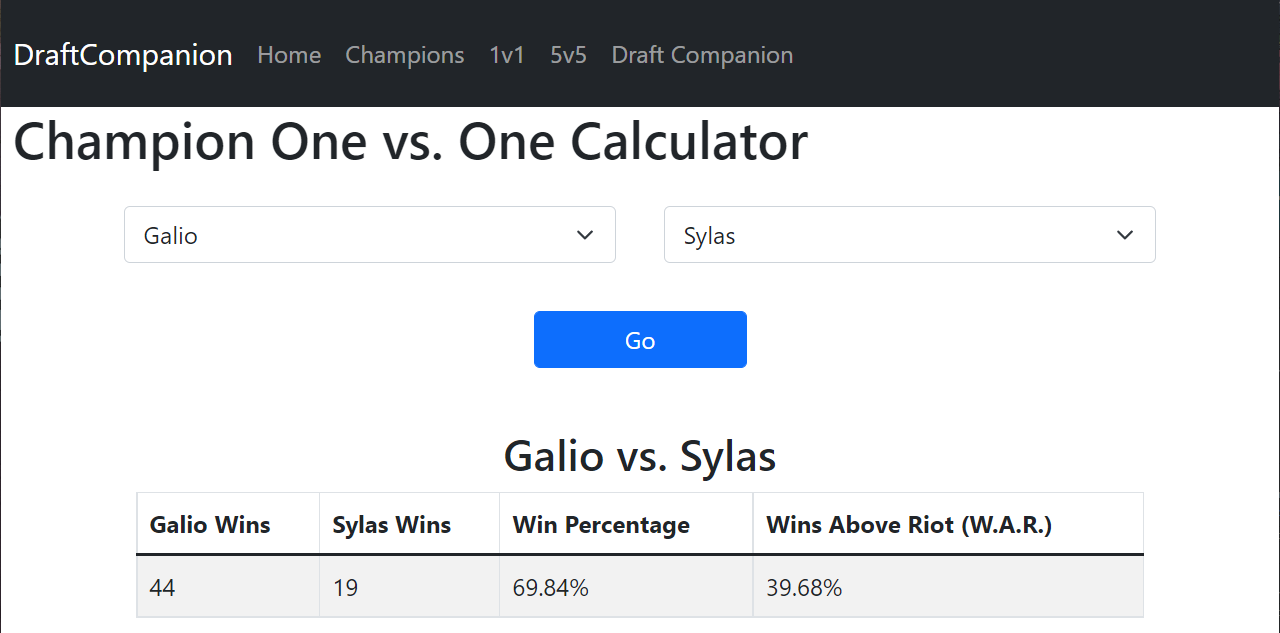 DraftCompanion Home Champions 1v1 5v5 Draft Companion
Champion One vs. One Calculator
Galio Sylas
Go
Galio vs. Sylas
Galio Wins Sylas Wins Win Percentage Wins Above Riot (W.A.R.)
44 19 69.84% 39.68%